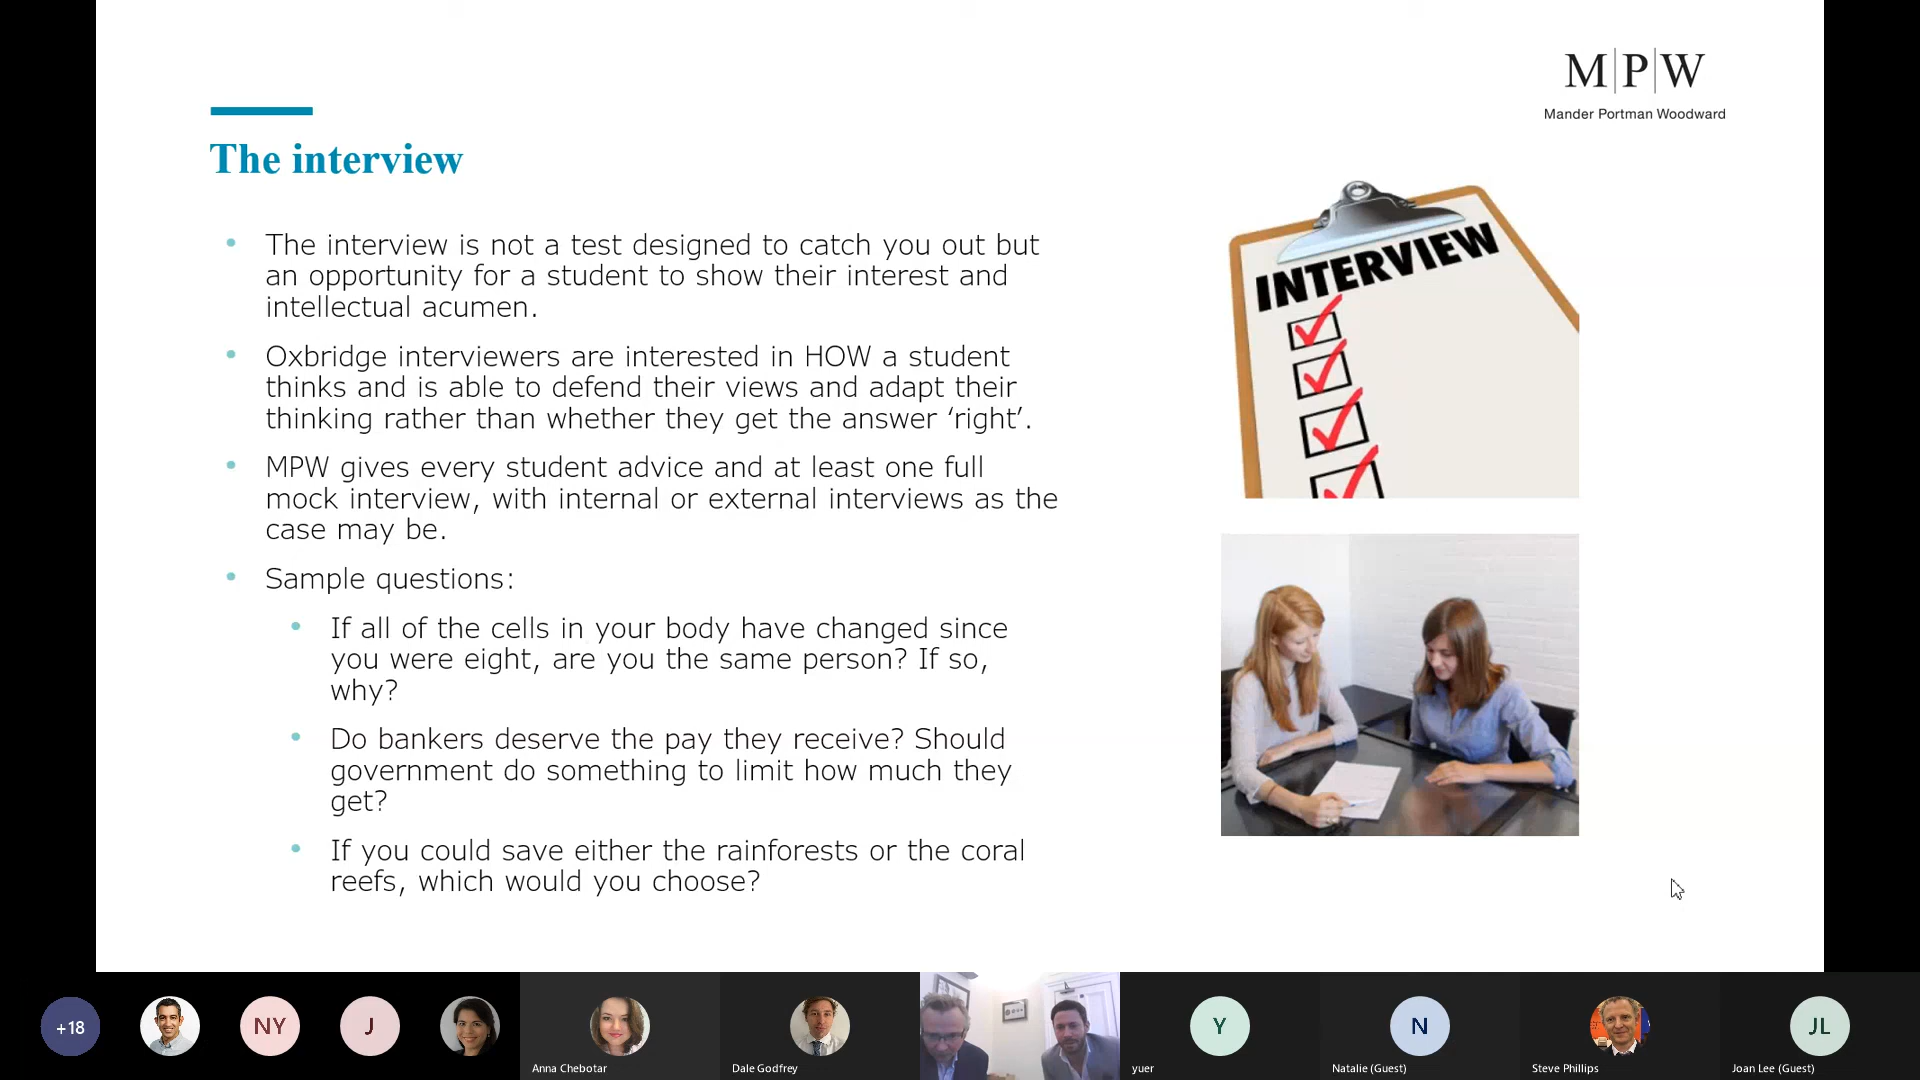 M|P|W
Mander Portman Woodward
The interview
• The interview is not a test designed to catch you out but
an opportunity for a student to show their interest and
intellectual acumen.
• Oxbridge interviewers are interested in HOW a student
thinks and is able to defend their views and adapt their
thinking rather than whether they get the answer ‘right’.
• MPW gives every student advice and at least one full
mock interview, with internal or external interviews as the
case may be.
• Sample questions:
• If all of the cells in your body have changed since
you were eight, are you the same person? If so,
why?
• Do bankers deserve the pay they receive? Should
government do something to limit how much they
get?
• If you could save either the rainforests or the coral
reefs, which would you choose?
INTERVIEW
+18
NY
J
Anna Chebotar
Dale Godfrey
Y
yuer
N
Natalie (Guest)
Steve Phillips
JL
Joan Lee (Guest)